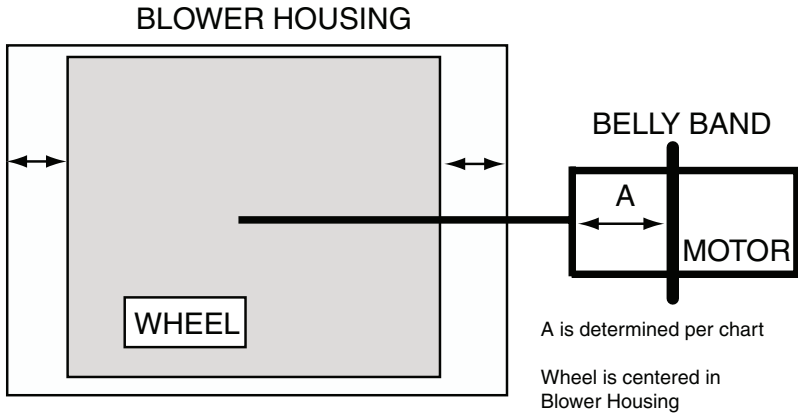 BLOWER HOUSING
BELLY BAND
A
MOTOR
WHEEL
A is determined per chart
Wheel is centered in
Blower Housing